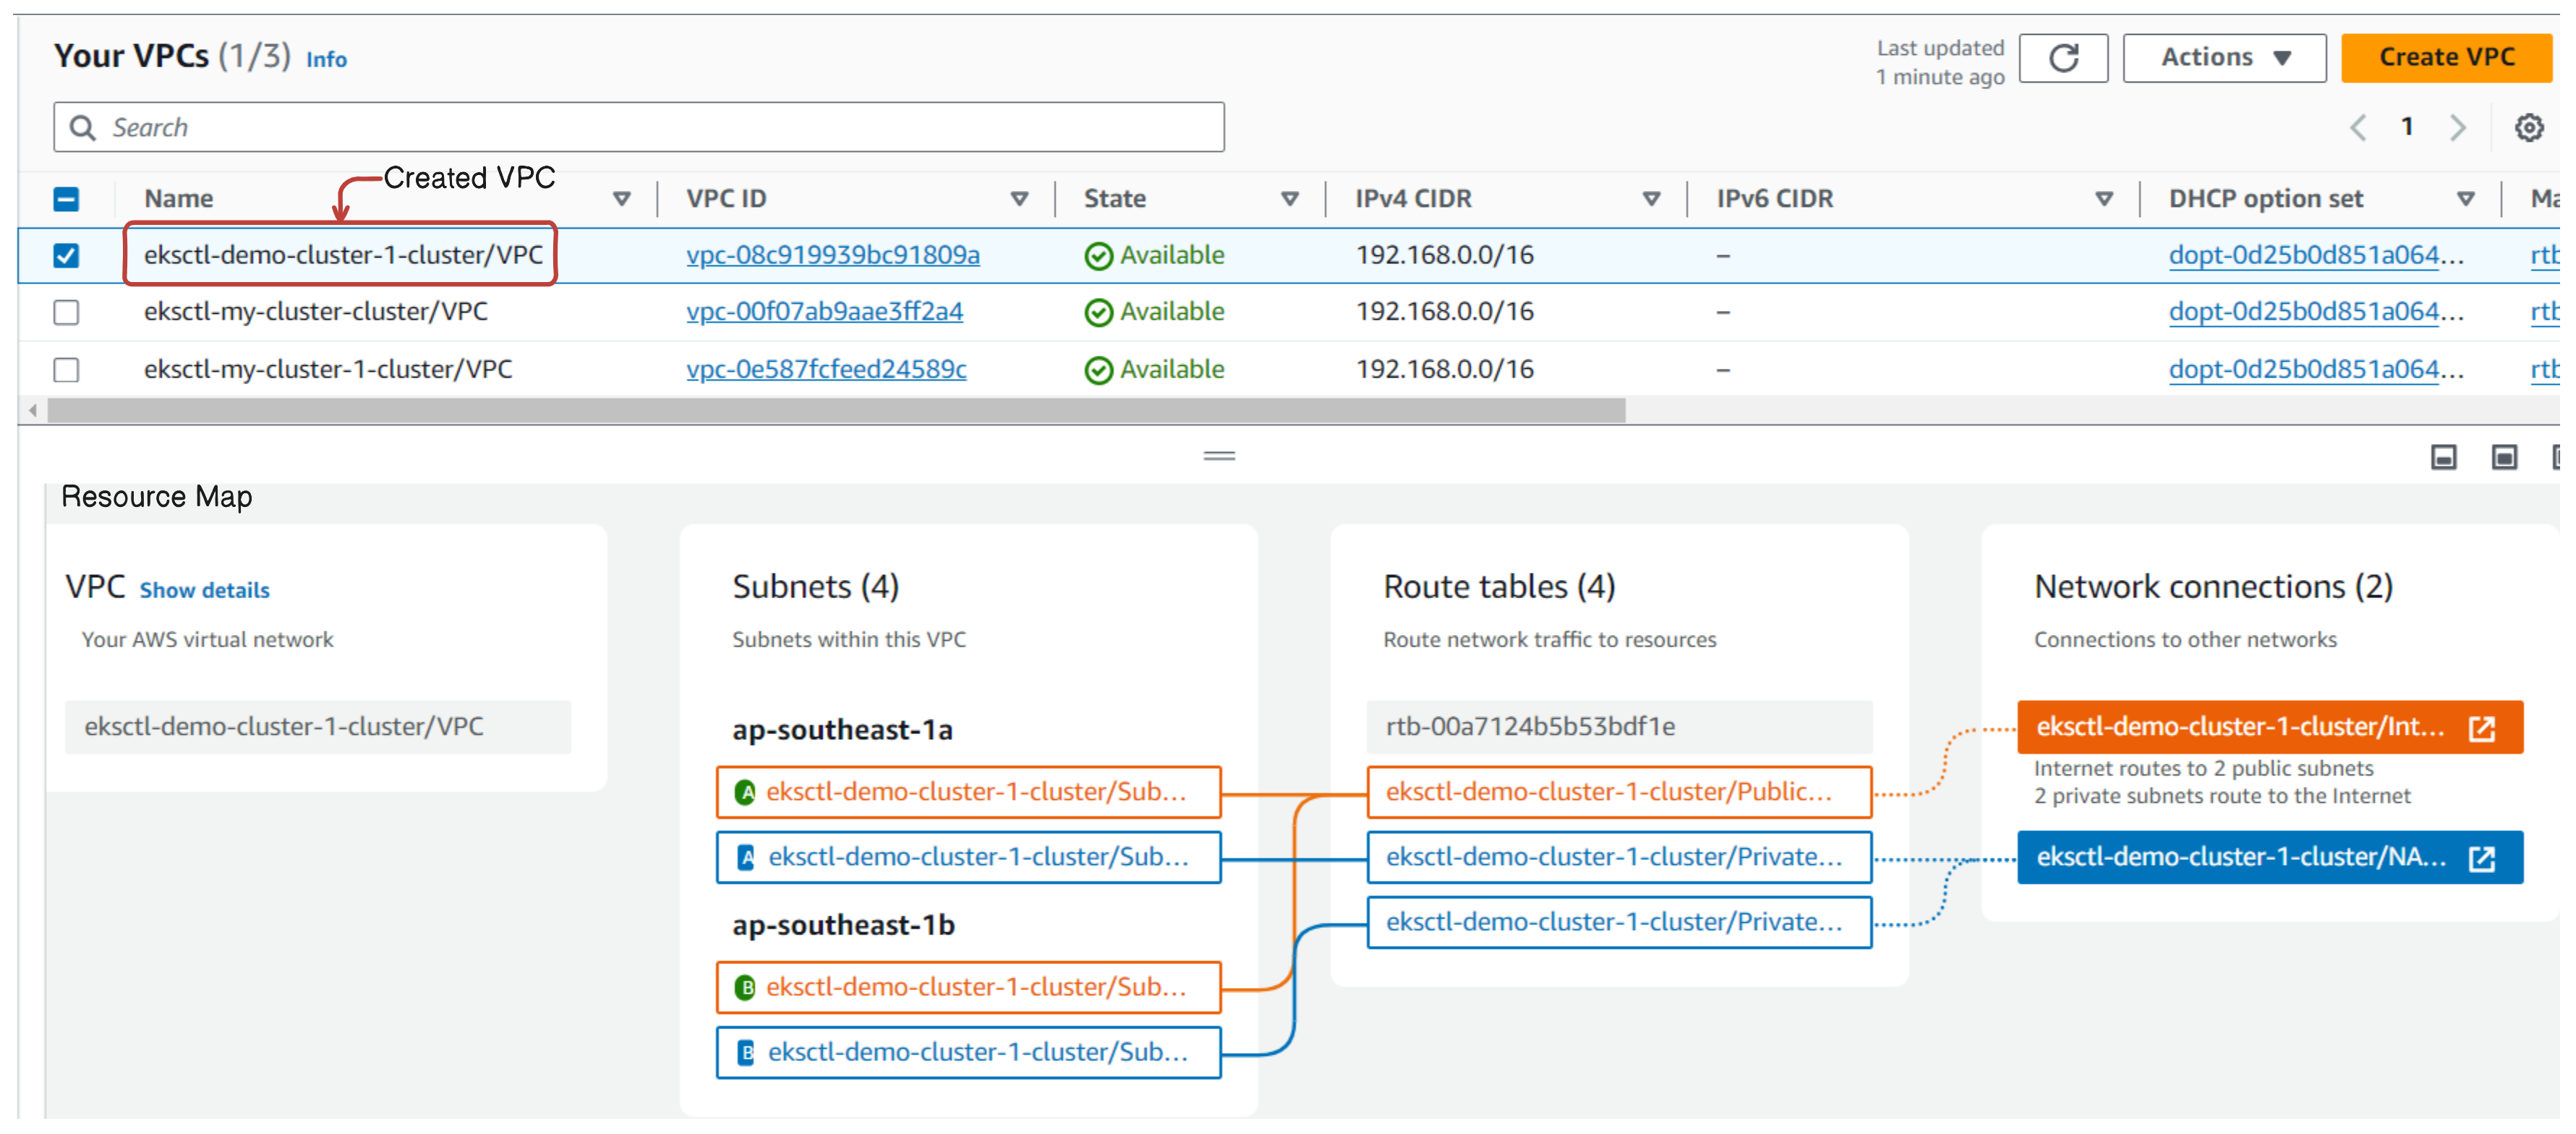 Your VPCs (1/3) Info
Last updated
1 minute ago
Actions
Create VPC
Search
1
Created VPC
Name VPC ID State IPv4 CIDR IPv6 CIDR DHCP option set Ma
eksctl-demo-cluster-1-cluster/VPC vpc-08c919939bc91809a Available 192.168.0.0/16 – dopt-0d25b0d851a064... rtb
eksctl-my-cluster-cluster/VPC vpc-00f07ab9aae3ff2a4 Available 192.168.0.0/16 – dopt-0d25b0d851a064... rtb
eksctl-my-cluster-1-cluster/VPC vpc-0e587fcfeed24589c Available 192.168.0.0/16 – dopt-0d25b0d851a064... rtb
Resource Map
VPC Show details
Your AWS virtual network
eksctl-demo-cluster-1-cluster/VPC
Subnets (4)
Subnets within this VPC
ap-southeast-1a
A eksctl-demo-cluster-1-cluster/Sub...
A eksctl-demo-cluster-1-cluster/Sub...
ap-southeast-1b
B eksctl-demo-cluster-1-cluster/Sub...
B eksctl-demo-cluster-1-cluster/Sub...
Route tables (4)
Route network traffic to resources
rtb-00a7124b5b53bdf1e
eksctl-demo-cluster-1-cluster/Public...
eksctl-demo-cluster-1-cluster/Private...
eksctl-demo-cluster-1-cluster/Private...
Network connections (2)
Connections to other networks
eksctl-demo-cluster-1-cluster/Int...
Internet routes to 2 public subnets
2 private subnets route to the Internet
eksctl-demo-cluster-1-cluster/NA...